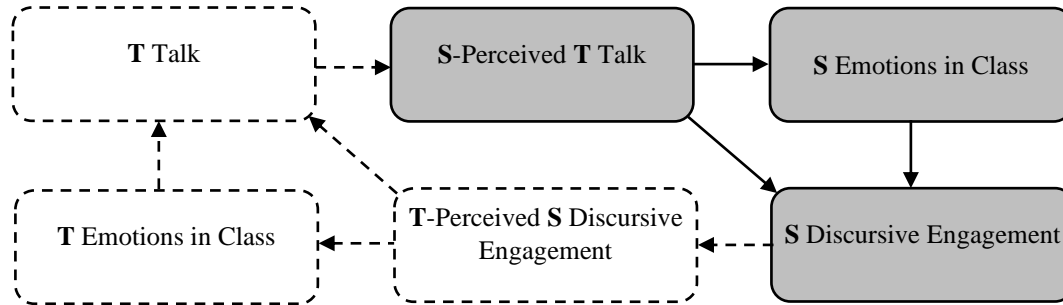 T Talk
S-Perceived T Talk
S Emotions in Class
T Emotions in Class
T-Perceived S Discursive
Engagement
S Discursive Engagement